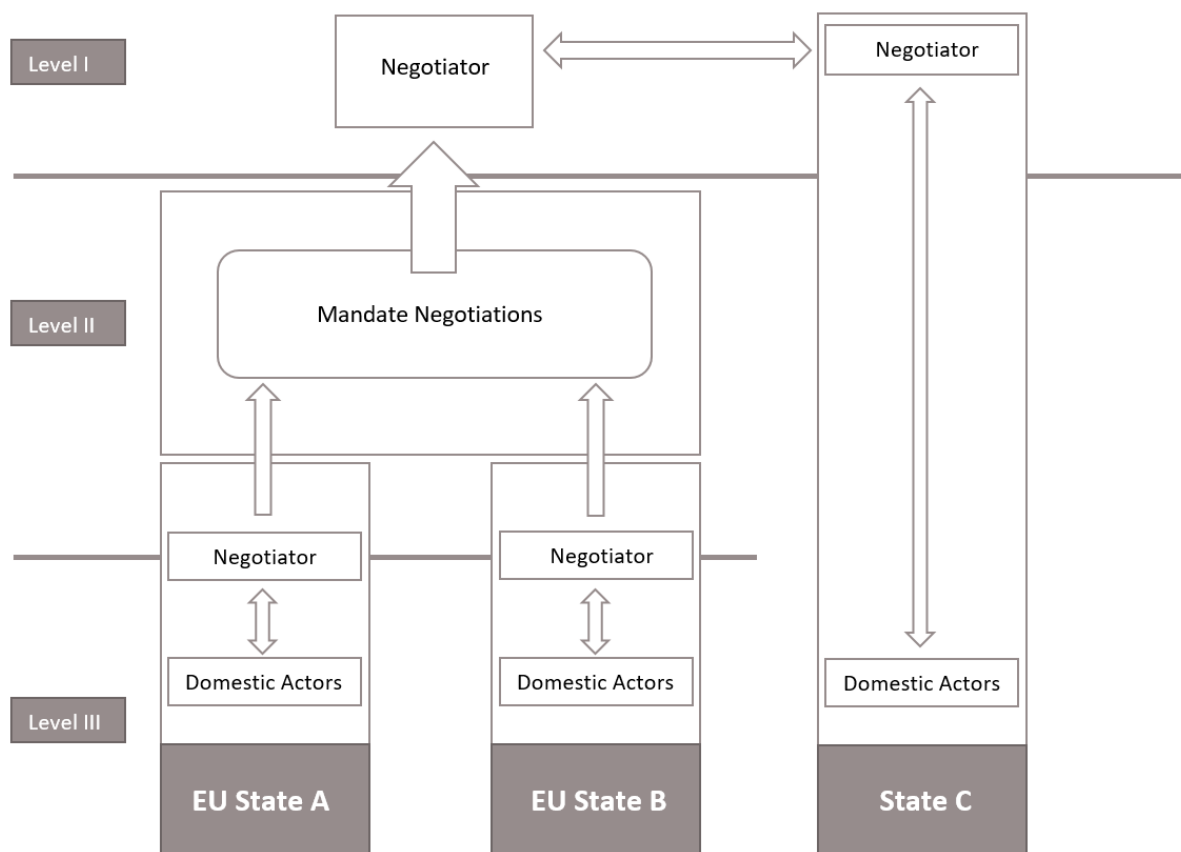 Level I
Negotiator
Negotiator
Level II
Mandate Negotiations
Negotiator
Negotiator
Domestic Actors
Domestic Actors
Domestic Actors
Level III
EU State A
EU State B
State C